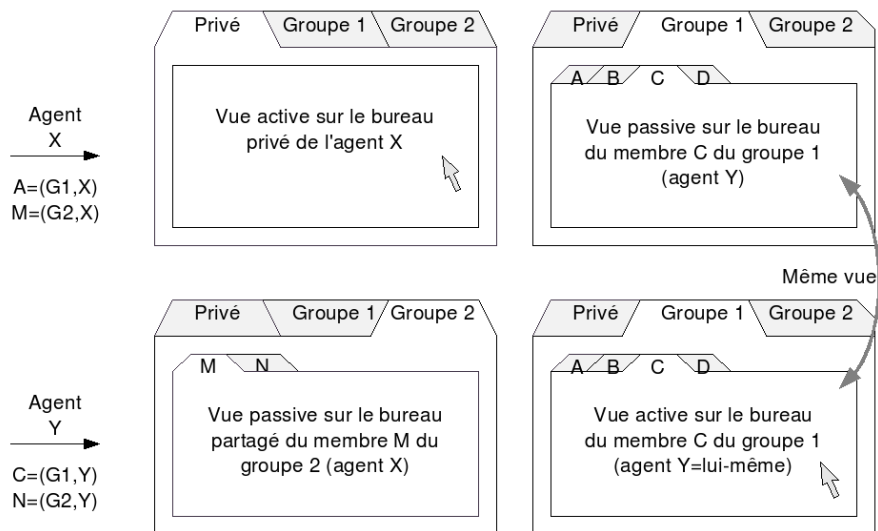 Privé Groupe 1 Groupe 2
Privé Groupe 1 Groupe 2
A B C D
Agent
X
A=(G1,X)
M=(G2,X)
Vue active sur le bureau
privé de l'agent X
Vue passive sur le bureau
du membre C du groupe 1
(agent Y)
Même vue
Privé Groupe 1 Groupe 2
Privé Groupe 1 Groupe 2
M N
A B C D
Agent
Y
C=(G1,Y)
N=(G2,Y)
Vue passive sur le bureau
partagé du membre M du
groupe 2 (agent X)
Vue active sur le bureau
du membre C du groupe 1
(agent Y=lui-même)